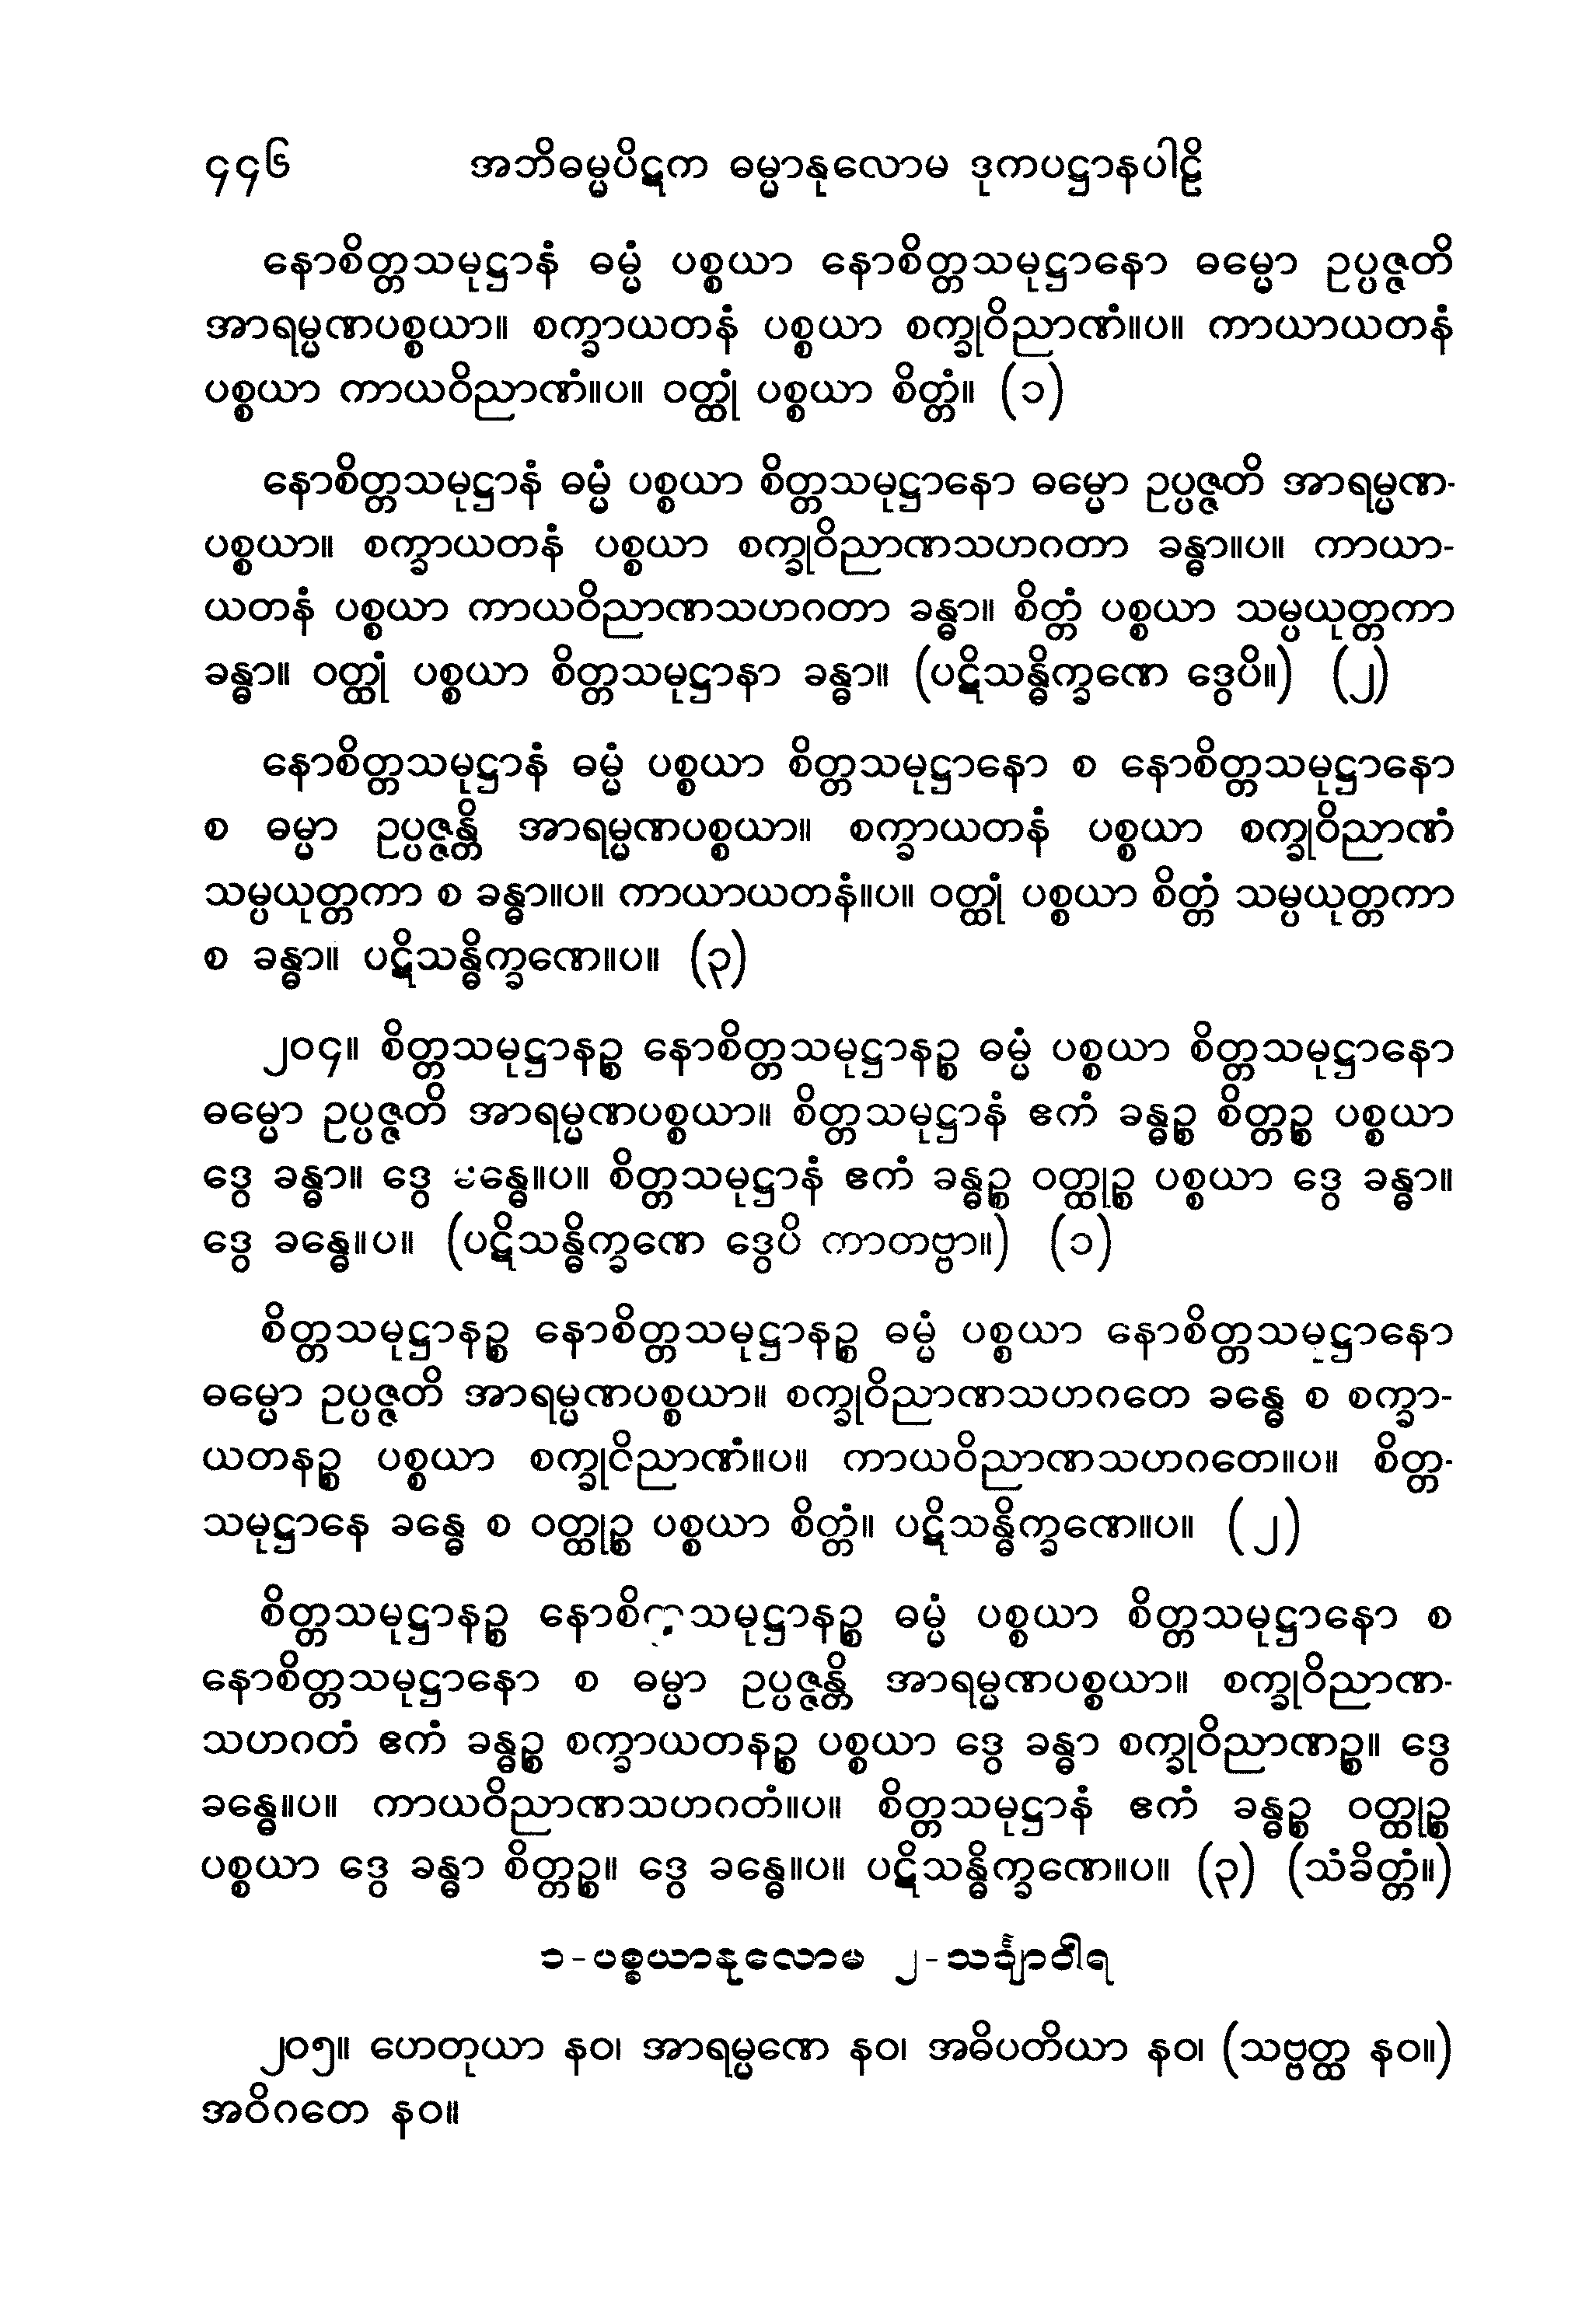 ၄၄၆ အဘိဓမ္မပိဋက ဓမ္မာနုလောမ ဒုကပဋ္ဌာနပါဠိ
နောစိတ္တသမုဋ္ဌာနံ ဓမ္မံ ပစ္စယာ နောစိတ္တသမုဋ္ဌာနော ဓမ္မော ဥပ္ပဇ္ဇတိ
အာရမ္မဏပစ္စယာ။ စက္ခာယတနံ ပစ္စယာ စက္ခုဝိညာဏံ။ပ။ ကာယာယတနံ
ပစ္စယာ ကာယဝိညာဏံ။ပ။ ဝတ္ထုံ ပစ္စယာ စိတ္တံ။ (၁)
နောစိတ္တသမုဋ္ဌာနံ ဓမ္မံ ပစ္စယာ စိတ္တသမုဋ္ဌာနော ဓမ္မော ဥပ္ပဇ္ဇတိ အာရမ္မဏ-
ပစ္စယာ။ စက္ခာယတနံ ပစ္စယာ စက္ခုဝိညာဏသဟဂတာ ခန္ဓာ။ပ။ ကာယာ-
ယတနံ ပစ္စယာ ကာယဝိညာဏသဟဂတာ ခန္ဓာ။ စိတ္တံ ပစ္စယာ သမ္ပယုတ္တကာ
ခန္ဓာ။ ဝတ္ထုံ ပစ္စယာ စိတ္တသမုဋ္ဌာနာ ခန္ဓာ။ (ပဋိသန္ဓိက္ခဏေ ဒွေပိ။) (၂)
နောစိတ္တသမုဋ္ဌာနံ ဓမ္မံ ပစ္စယာ စိတ္တသမုဋ္ဌာနော စ နောစိတ္တသမုဋ္ဌာနော
စ ဓမ္မာ ဥပ္ပဇ္ဇန္တိ အာရမ္မဏပစ္စယာ။ စက္ခာယတနံ ပစ္စယာ စက္ခုဝိညာဏံ
သမ္ပယုတ္တကာ စ ခန္ဓာ။ပ။ ကာယာယတနံ။ပ။ ဝတ္ထုံ ပစ္စယာ စိတ္တံ သမ္ပယုတ္တကာ
စ ခန္ဓာ။ ပဋိသန္ဓိက္ခဏေ။ပ။ (၃)
၂၀၄။ စိတ္တသမုဋ္ဌာနဉ္စ နောစိတ္တသမုဋ္ဌာနဉ္စ ဓမ္မံ ပစ္စယာ စိတ္တသမုဋ္ဌာနော
ဓမ္မော ဥပ္ပဇ္ဇတိ အာရမ္မဏပစ္စယာ။ စိတ္တသမုဋ္ဌာနံ ဧကံ ခန္ဓဉ္စ စိတ္တဉ္စ ပစ္စယာ
ဒွေ ခန္ဓာ။ ဒွေ ခန္ဓေ။ပ။ စိတ္တသမုဋ္ဌာနံ ဧကံ ခန္ဓဉ္စ ဝတ္ထုဉ္စ ပစ္စယာ ဒွေ ခန္ဓာ။
ဒွေ ခန္ဓေ။ပ။ (ပဋိသန္ဓိက္ခဏေ ဒွေပိ ကာတဗ္ဗာ။) (၁)
စိတ္တသမုဋ္ဌာနဉ္စ နောစိတ္တသမုဋ္ဌာနဉ္စ ဓမ္မံ ပစ္စယာ နောစိတ္တသမုဋ္ဌာနော
ဓမ္မော ဥပ္ပဇ္ဇတိ အာရမ္မဏပစ္စယာ။ စက္ခုဝိညာဏသဟဂတေ ခန္ဓေ စ စက္ခာ-
ယတနဉ္စ ပစ္စယာ စက္ခုဝိညာဏံ။ပ။ ကာယဝိညာဏသဟဂတေ။ပ။ စိတ္တ-
သမုဋ္ဌာနေ ခန္ဓေ စ ဝတ္ထုဉ္စ ပစ္စယာ စိတ္တံ။ ပဋိသန္ဓိက္ခဏေ။ပ။ (၂)
စိတ္တသမုဋ္ဌာနဉ္စ နောစိတ္တသမုဋ္ဌာနဉ္စ ဓမ္မံ ပစ္စယာ စိတ္တသမုဋ္ဌာနော စ
နောစိတ္တသမုဋ္ဌာနော စ ဓမ္မာ ဥပ္ပဇ္ဇန္တိ အာရမ္မဏပစ္စယာ။ စက္ခုဝိညာဏ-
သဟဂတံ ဧကံ ခန္ဓဉ္စ စက္ခာယတနဉ္စ ပစ္စယာ ဒွေ ခန္ဓာ စက္ခုဝိညာဏဉ္စ။ ဒွေ
ခန္ဓေ။ပ။ ကာယဝိညာဏသဟဂတံ။ပ။ စိတ္တသမုဋ္ဌာနံ ဧကံ ခန္ဓဉ္စ ဝတ္ထုဉ္စ
ပစ္စယာ ဒွေ ခန္ဓာ စိတ္တဉ္စ။ ဒွေ ခန္ဓေ။ပ။ ပဋိသန္ဓိက္ခဏေ။ပ။ (၃) (သံခိတ္တံ။)
၁-ပစ္စယာနုလောမ ၂-သင်္ချာဝါရ
၂၀၅။ ဟေတုယာ နဝ၊ အာရမ္မဏေ နဝ၊ အဓိပတိယာ နဝ၊ (သဗ္ဗတ္ထ နဝ။)
အဝိဂတေ နဝ။